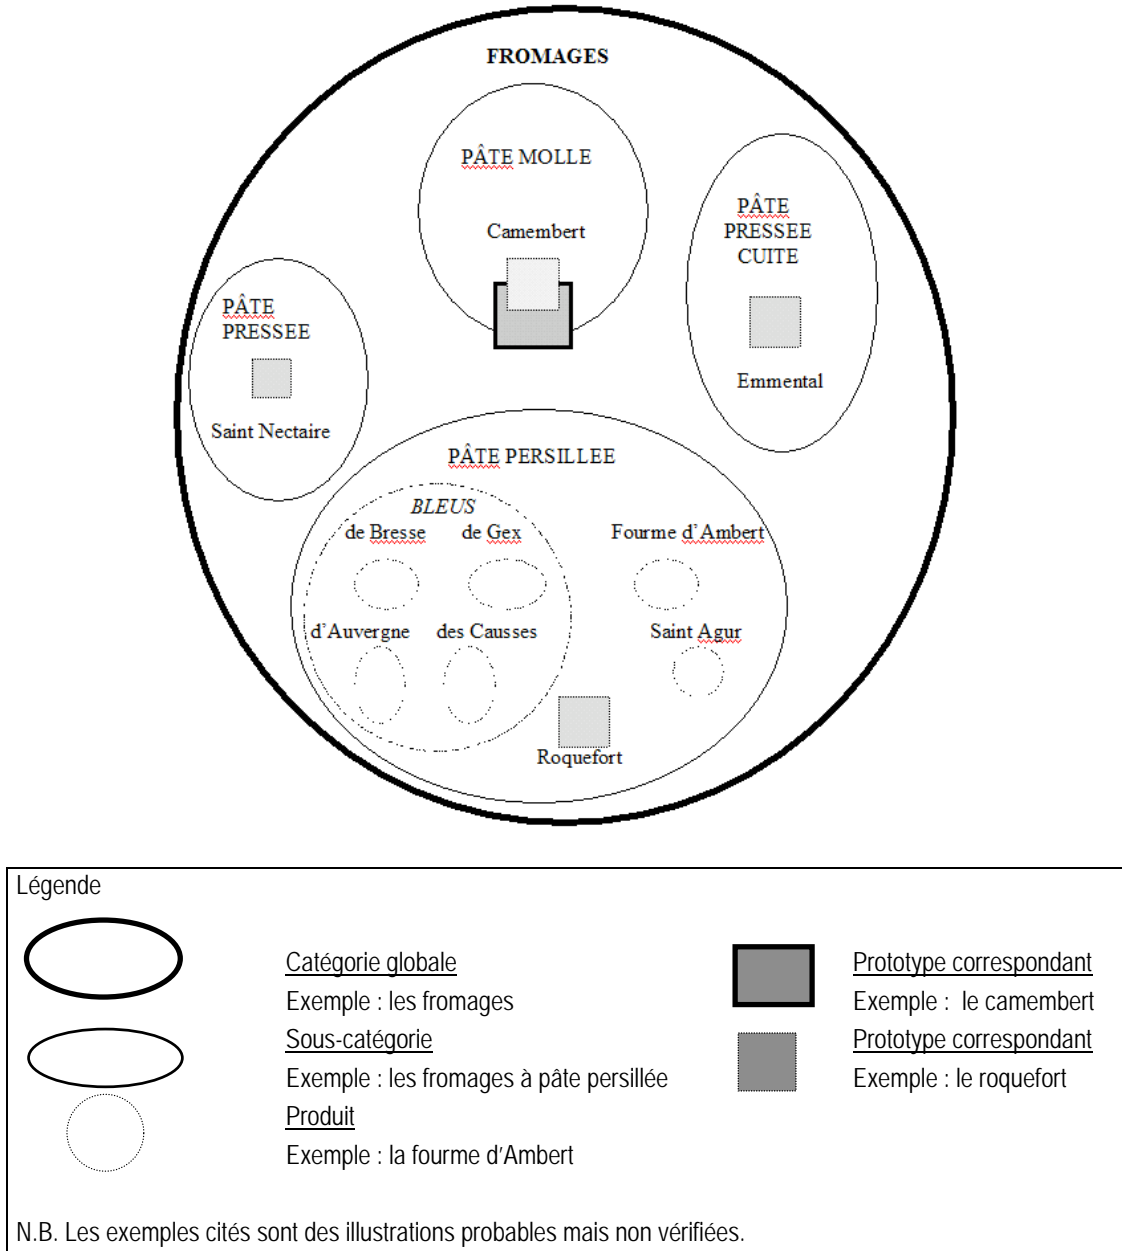 FROMAGES
PÂTE MOLLE
Camembert
PÂTE
PRESSEE
CUITE
Emmental
PÂTE
PRESSEE
Saint Nectaire
PÂTE PERSILLEE
BLEUS
de Bresse de Gex Fourme d'Ambert
d'Auvergne des Causses Saint Agur
Roquefort
Légende
Catégorie globale Prototype correspondant
Exemple : les fromages Exemple : le camembert
Sous-catégorie Prototype correspondant
Exemple : les fromages à pâte persillée Exemple : le roquefort
Produit
Exemple : la fourme d'Ambert
N.B. Les exemples cités sont des illustrations probables mais non vérifiées.